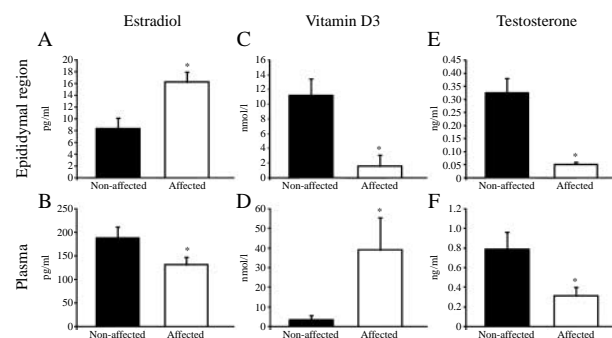 Estradiol Vitamin D3 Testosterone
Epididymal region
A
pg/ml
20
18
16
14
12
10
8
6
4
2
0
*
Non-affected Affected
C
nmol/l
14
12
10
8
6
4
2
0
*
Non-affected Affected
E
ng/ml
0.45
0.40
0.35
0.30
0.25
0.20
0.15
0.10
0.05
0
*
Non-affected Affected
Plasma
B
pg/ml
250
200
150
100
50
0
*
Non-affected Affected
D
nmol/l
60
50
40
30
20
10
0
*
Non-affected Affected
F
ng/ml
1.2
1.0
0.8
0.6
0.4
0.2
0
*
Non-affected Affected